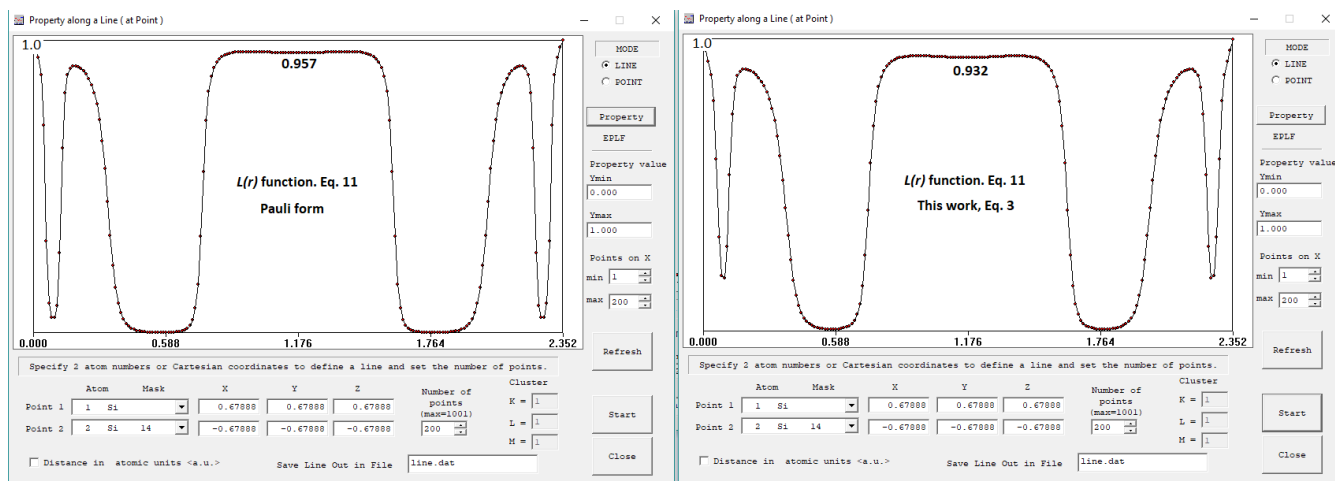 Property along a Line ( at Point )
1.0
0.957
L(r) function. Eq. 11
Pauli form
0.000 0.588 1.176 1.764 2.352
MODE
LINE
POINT
Property
EPLF
Property value
Ymin
0.000
Ymax
1.000
Points on X
min 1
max 200
Refresh
Specify 2 atom numbers or Cartesian coordinates to define a line and set the number of points.
Atom Mask X Y Z Number of points (max=1001) Cluster
Point 1 1 Si 0.67888 0.67888 0.67888 200 K = 1
Point 2 2 Si 14 -0.67888 -0.67888 -0.67888 L = 1
M = 1
Start
Close
Distance in atomic units <a.u.> Save Line Out in File line.dat
Property along a Line ( at Point )
1.0
0.932
L(r) function. Eq. 11
This work, Eq. 3
0.000 0.588 1.176 1.764 2.352
MODE
LINE
POINT
Property
EPLF
Property value
Ymin
0.000
Ymax
1.000
Points on X
min 1
max 200
Refresh
Specify 2 atom numbers or Cartesian coordinates to define a line and set the number of points.
Atom Mask X Y Z Number of points (max=1001) Cluster
Point 1 1 Si 0.67888 0.67888 0.67888 200 K = 1
Point 2 2 Si 14 -0.67888 -0.67888 -0.67888 L = 1
M = 1
Start
Close
Distance in atomic units <a.u.> Save Line Out in File line.dat